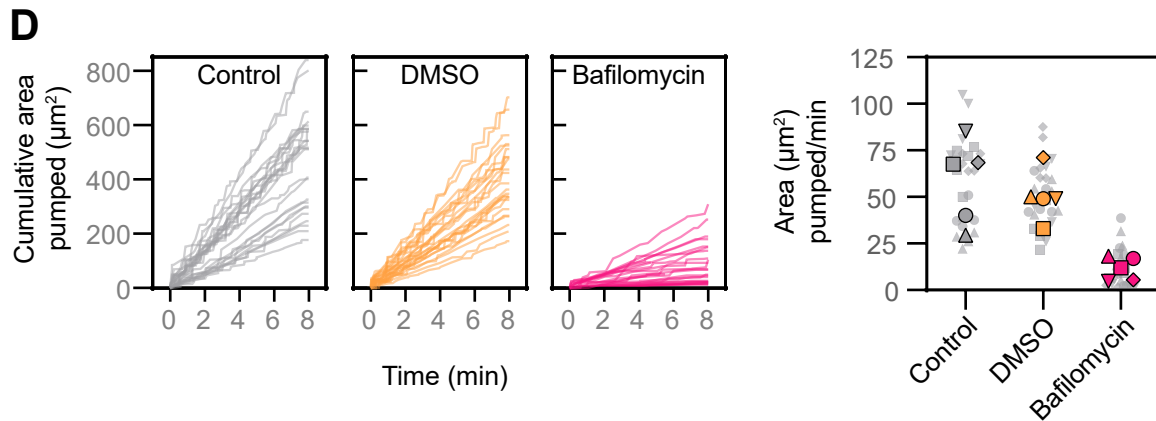 D
Cumulative area
pumped (μm²)
800
600
400
200
0
Control
DMSO
Bafilomycin
0 2 4 6 8
0 2 4 6 8
0 2 4 6 8
Time (min)
Area (μm²)
pumped/min
125
100
75
50
25
0
Control
DMSO
Bafilomycin